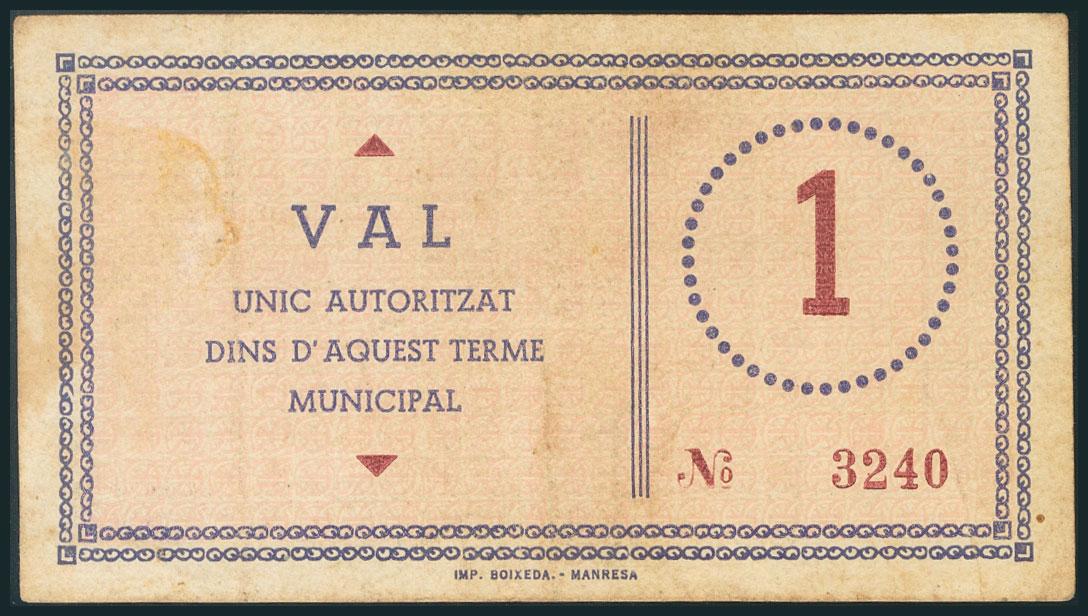 VAL
UNIC AUTORITZAT
DINS D'AQUEST TERME
MUNICIPAL
1
No 3240
IMP. BOIXEDA. - MANRESA